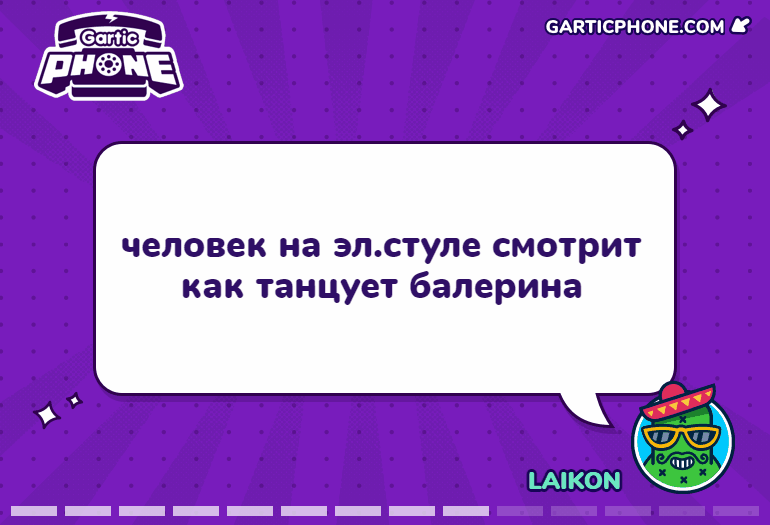 Gartic
PHONE
GARTICPHONE.COM
человек на эл.стуле смотрит
как танцует балерина
LAIKON